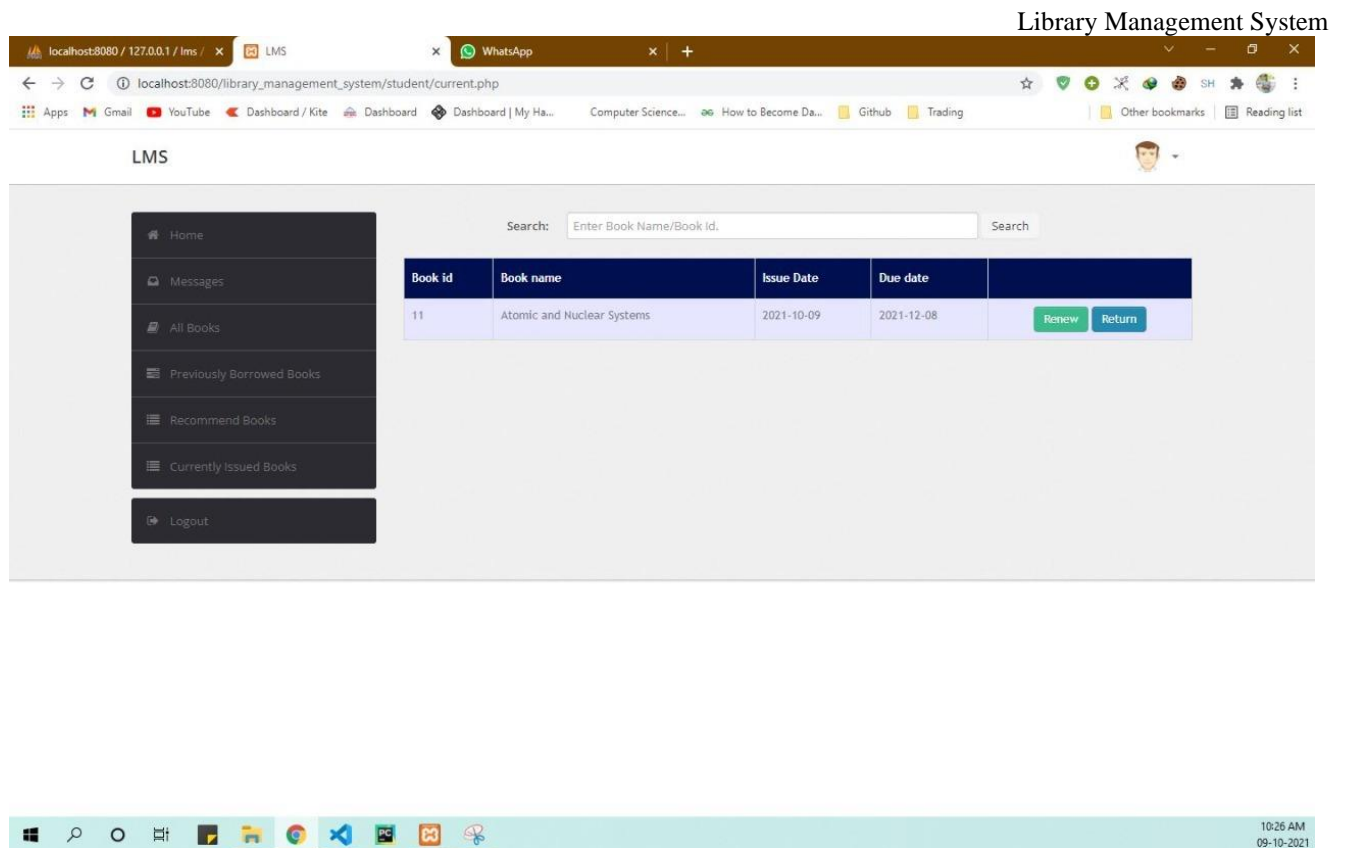 Library Management System
localhost:8080 / 127.0.0.1 / lms / LMS WhatsApp
localhost:8080/library_management_system/student/current.php SH
Apps Gmail YouTube Dashboard / Kite Dashboard Dashboard | My Ha... Computer Science... How to Become Da... Github Trading Other bookmarks Reading list
LMS
Search: Enter Book Name/Book Id. Search
Home
Messages
All Books
Previously Borrowed Books
Recommend Books
Currently Issued Books
Logout
Book id Book name Issue Date Due date
11 Atomic and Nuclear Systems 2021-10-09 2021-12-08 Renew Return
PC
10:26 AM
09-10-2021